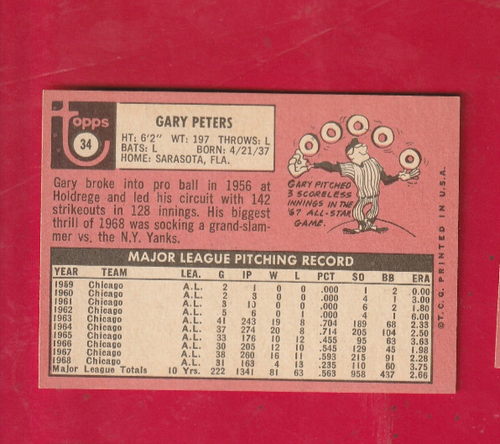 topps
34
GARY PETERS
HT: 6'2" WT: 197 THROWS: L
BATS: L BORN: 4/21/37
HOME: SARASOTA, FLA.
Gary broke into pro ball in 1956 at
Holdrege and led his circuit with 142
strikeouts in 128 innings. His biggest
thrill of 1968 was socking a grand-slam-
mer vs. the N.Y. Yanks.
GARY PITCHED
3 SCORELESS
INNINGS IN THE
'67 ALL-STAR
GAME.
MAJOR LEAGUE PITCHING RECORD
YEAR TEAM LEA. G IP W L PCT SO BB ERA
1959 Chicago A.L. 2 1 0 0 .000 1 2 0.00
1960 Chicago A.L. 2 3 0 0 .000 4 1 3.00
1961 Chicago A.L. 3 10 0 0 .000 6 2 1.80
1962 Chicago A.L. 5 6 0 1 .000 4 1 6.00
1963 Chicago A.L. 41 243 19 8 .704 189 68 2.33
1964 Chicago A.L. 37 274 20 8 .714 205 104 2.50
1965 Chicago A.L. 33 176 10 12 .455 95 63 3.63
1966 Chicago A.L. 30 205 12 10 .545 129 45 1.98
1967 Chicago A.L. 38 260 16 11 .593 215 91 2.28
1968 Chicago A.L. 31 163 4 13 .235 110 60 3.75
Major League Totals 10 Yrs. 222 1341 81 63 .563 958 437 2.66
© T.C.G. PRINTED IN U.S.A.